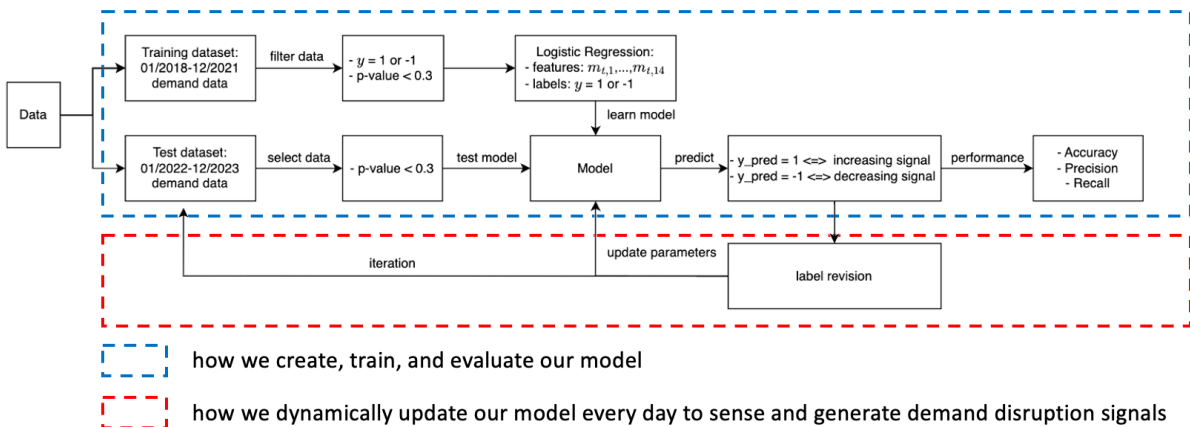 Data
Training dataset:
01/2018-12/2021
demand data
filter data
- y = 1 or -1
- p-value < 0.3
Logistic Regression:
- features: m_{t,1},...,m_{t,14}
- labels: y = 1 or -1
learn model
Test dataset:
01/2022-12/2023
demand data
select data
- p-value < 0.3
test model
Model
predict
- y_pred = 1 <=> increasing signal
- y_pred = -1 <=> decreasing signal
performance
- Accuracy
- Precision
- Recall
iteration
update parameters
label revision
how we create, train, and evaluate our model
how we dynamically update our model every day to sense and generate demand disruption signals